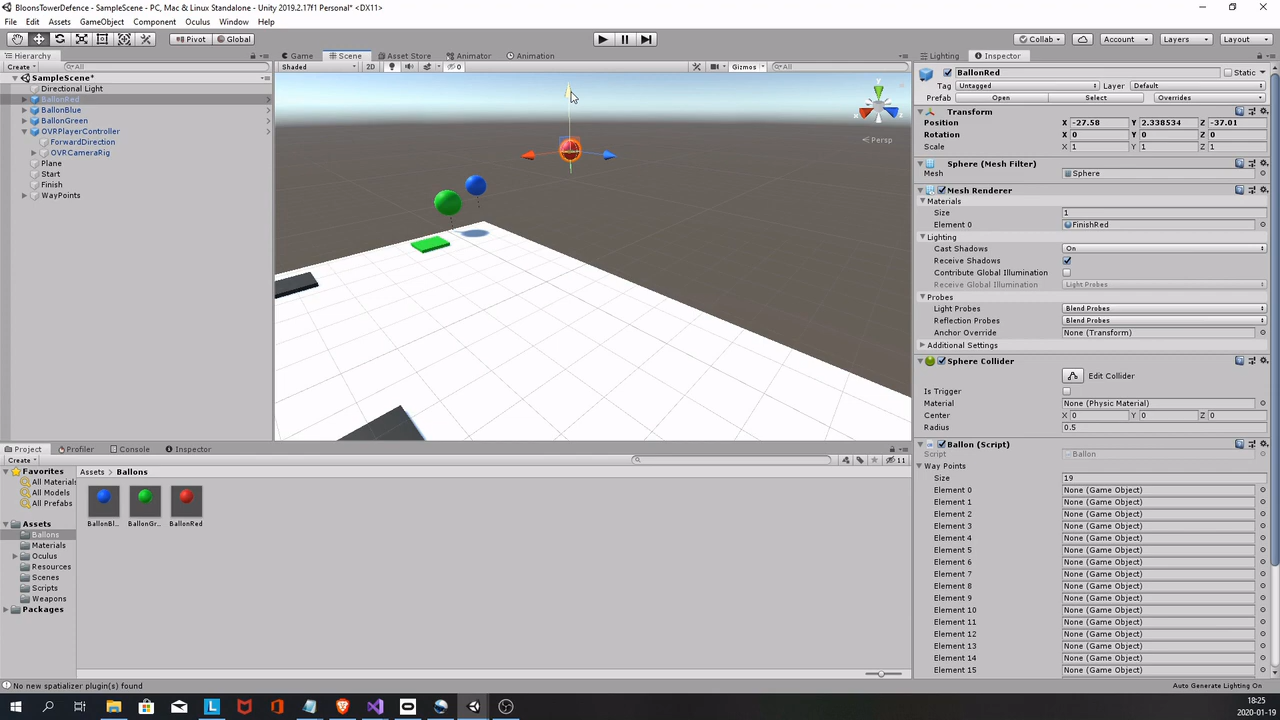 BloonsTowerDefence - SampleScene - PC, Mac & Linux Standalone - Unity 2019.2.17f1 Personal* <DX11>
File Edit Assets GameObject Component Oculus Window Help
Pivot Global Collab Account Layers Layout
Hierarchy
Create All
SampleScene*
Directional Light
BallonRed
BallonBlue
BallonGreen
OVRPlayerController
ForwardDirection
OVRCameraRig
Plane
Start
Finish
WayPoints
Game Scene Asset Store Animator Animation
Shaded 2D 0 Gizmos All
y
Persp
Lighting Inspector
BallonRed Static
Tag Untagged Layer Default
Prefab Open Select Overrides
Transform
Position X -27.58 Y 2.338534 Z -37.01
Rotation X 0 Y 0 Z 0
Scale X 1 Y 1 Z 1
Sphere (Mesh Filter)
Mesh Sphere
Mesh Renderer
Materials
Size 1
Element 0 FinishRed
Lighting
Cast Shadows On
Receive Shadows
Contribute Global Illumination
Receive Global Illumination Light Probes
Probes
Light Probes Blend Probes
Reflection Probes Blend Probes
Anchor Override None (Transform)
Additional Settings
Sphere Collider
Edit Collider
Is Trigger
Material None (Physic Material)
Center X 0 Y 0 Z 0
Radius 0.5
Ballon (Script)
Script Ballon
Way Points
Size 19
Element 0 None (Game Object)
Element 1 None (Game Object)
Element 2 None (Game Object)
Element 3 None (Game Object)
Element 4 None (Game Object)
Element 5 None (Game Object)
Element 6 None (Game Object)
Element 7 None (Game Object)
Element 8 None (Game Object)
Element 9 None (Game Object)
Element 10 None (Game Object)
Element 11 None (Game Object)
Element 12 None (Game Object)
Element 13 None (Game Object)
Element 14 None (Game Object)
Element 15 None (Game Object)
Project Profiler Console Inspector
Create 11
Favorites
All Materials
All Models
All Prefabs
Assets
Ballons
Materials
Oculus
Resources
Scenes
Scripts
Weapons
Packages
Assets > Ballons
BallonBl... BallonGr... BallonRed
No new spatializer plugin(s) found
Auto Generate Lighting On
18:25
2020-01-19